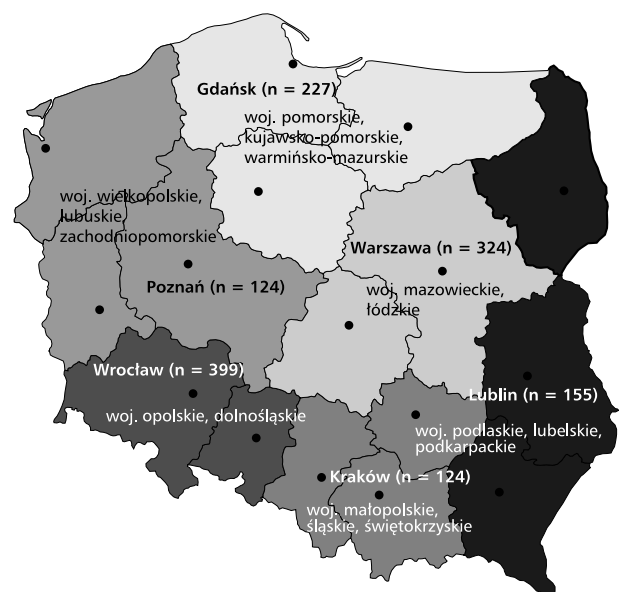 Gdańsk (n = 227)
woj. pomorskie,
kujawsko-pomorskie,
warmińsko-mazurskie
woj. wielkopolskie,
lubuskie,
zachodniopomorskie
Poznań (n = 124)
Warszawa (n = 324)
woj. mazowieckie,
łódzkie
Wrocław (n = 399)
woj. opolskie, dolnośląskie
Lublin (n = 155)
woj. podlaskie, lubelskie,
podkarpackie
Kraków (n = 124)
woj. małopolskie,
śląskie, świętokrzyskie